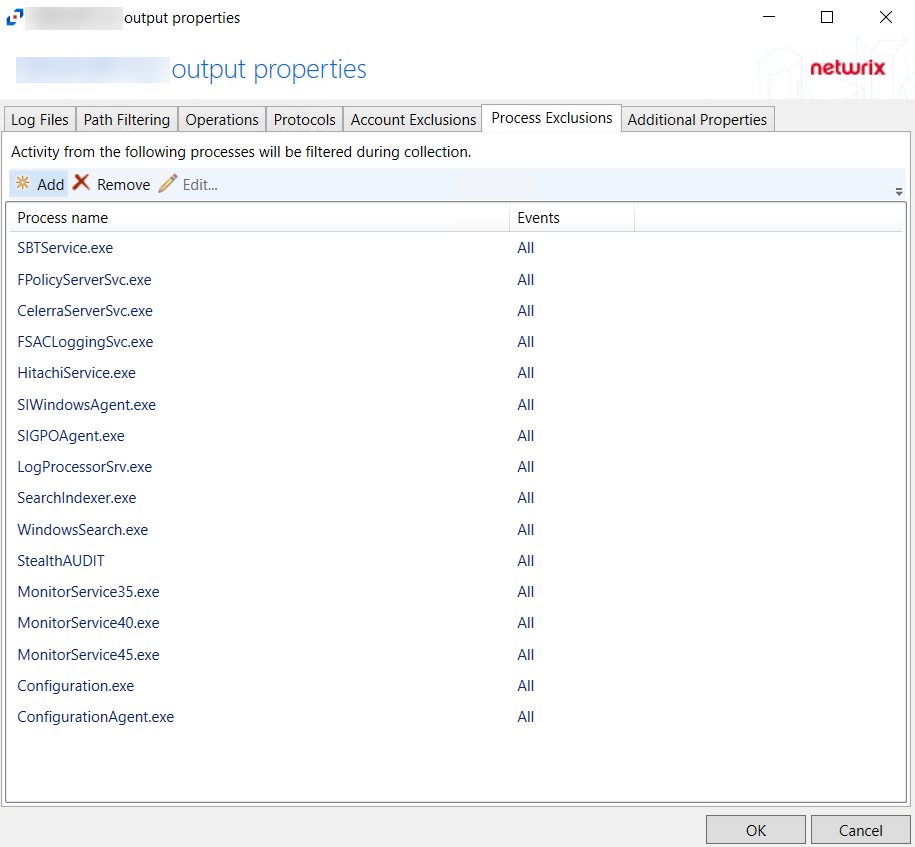 output properties
output properties
netwrix
Log Files Path Filtering Operations Protocols Account Exclusions Process Exclusions Additional Properties
Activity from the following processes will be filtered during collection.
Add Remove Edit...
Process name Events
SBTService.exe All
FPolicyServerSvc.exe All
CelerraServerSvc.exe All
FSACLoggingSvc.exe All
HitachiService.exe All
SIWindowsAgent.exe All
SIGPOAgent.exe All
LogProcessorSrv.exe All
SearchIndexer.exe All
WindowsSearch.exe All
StealthAUDIT All
MonitorService35.exe All
MonitorService40.exe All
MonitorService45.exe All
Configuration.exe All
ConfigurationAgent.exe All
OK Cancel